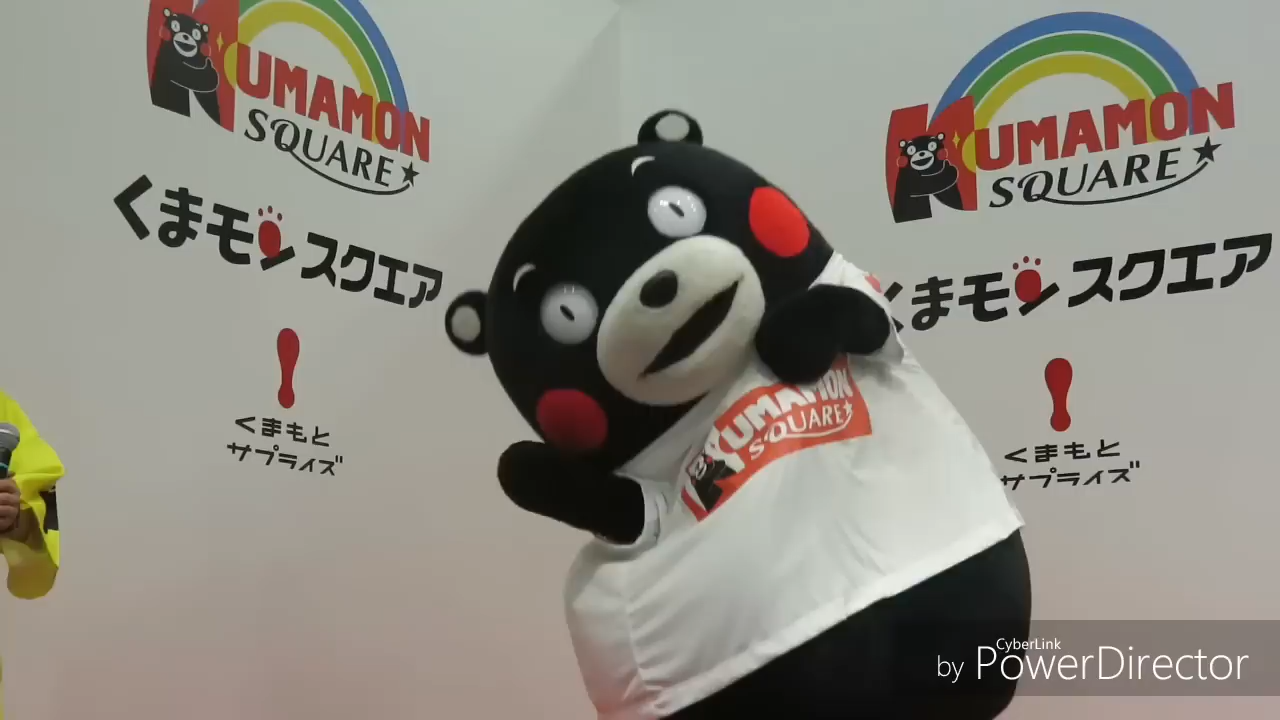 KUMAMON
SQUARE★
くまモンスクエア
くまもと
サプライズ
KUMAMON
SQUARE★
くまモンスクエア
くまもと
サプライズ
KUMAMON
SQUARE★
by CyberLink
PowerDirector